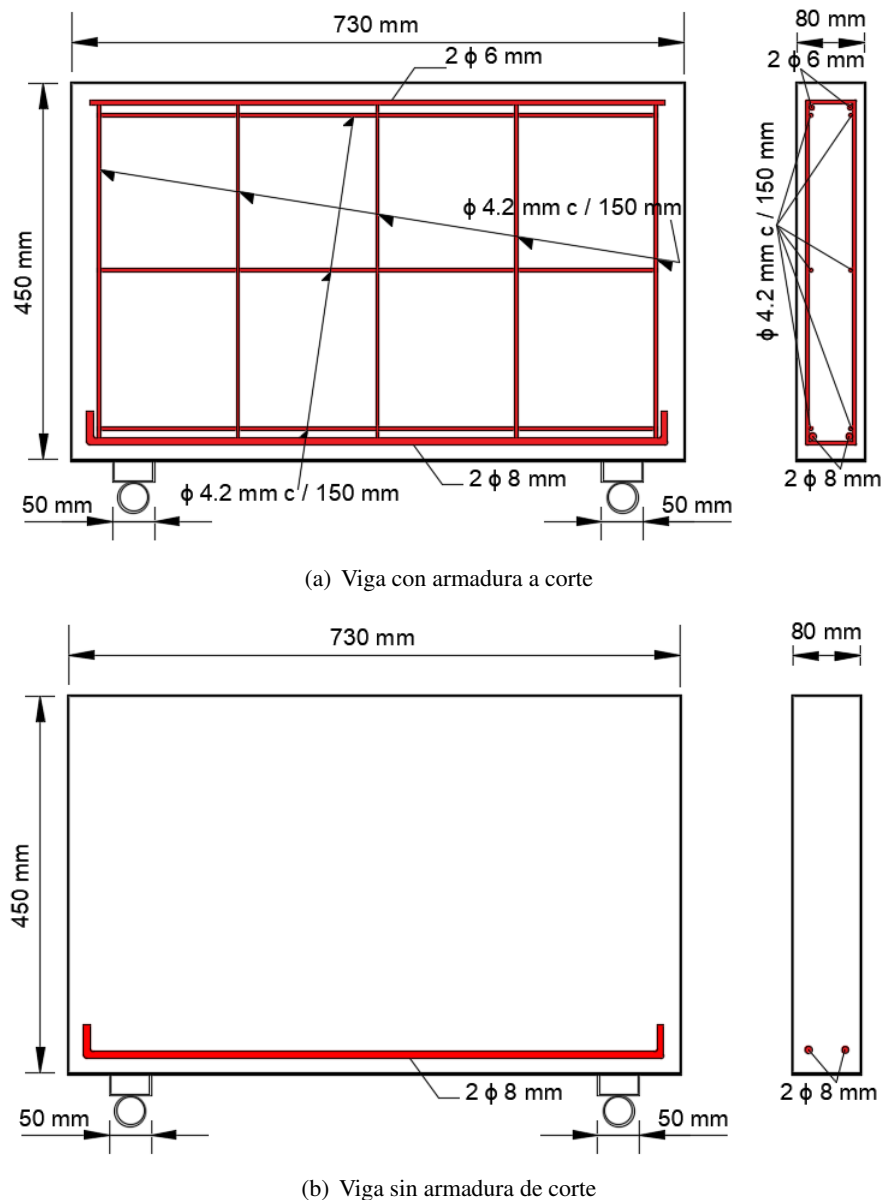 730 mm
80 mm
2 ϕ 6 mm
2 ϕ 6 mm
450 mm
ϕ 4.2 mm c / 150 mm
ϕ 4.2 mm c / 150 mm
2 ϕ 8 mm
2 ϕ 8 mm
ϕ 4.2 mm c / 150 mm
50 mm
50 mm
(a) Viga con armadura a corte
730 mm
80 mm
450 mm
2 ϕ 8 mm
2 ϕ 8 mm
50 mm
50 mm
(b) Viga sin armadura de corte